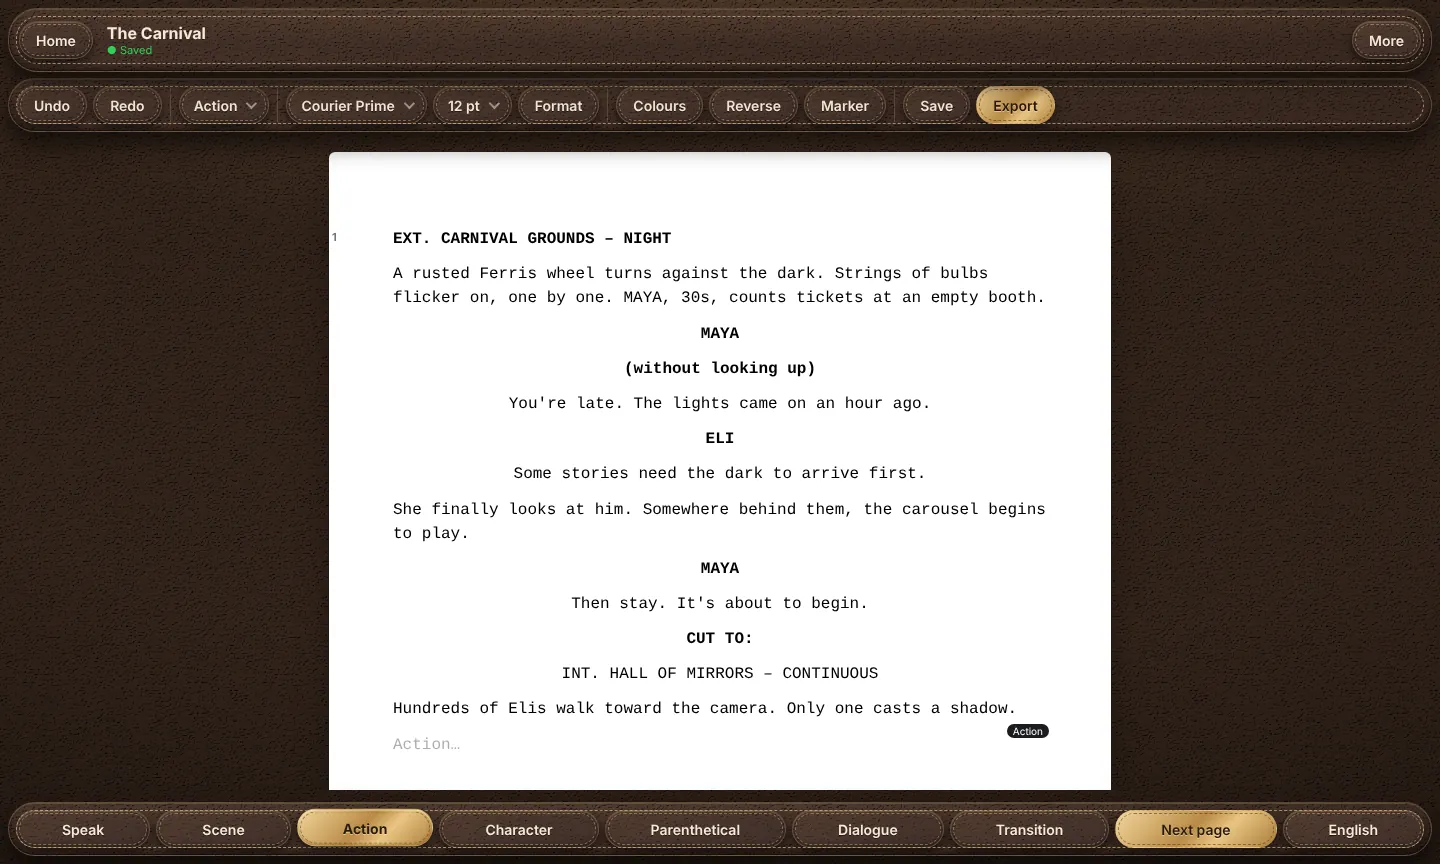 Home
The Carnival
Saved
More
Undo
Redo
Action
Courier Prime
12 pt
Format
Colours
Reverse
Marker
Save
Export
1
EXT. CARNIVAL GROUNDS – NIGHT
A rusted Ferris wheel turns against the dark. Strings of bulbs
flicker on, one by one. MAYA, 30s, counts tickets at an empty booth.
MAYA
(without looking up)
You're late. The lights came on an hour ago.
ELI
Some stories need the dark to arrive first.
She finally looks at him. Somewhere behind them, the carousel begins
to play.
MAYA
Then stay. It's about to begin.
CUT TO:
INT. HALL OF MIRRORS – CONTINUOUS
Hundreds of Elis walk toward the camera. Only one casts a shadow.
Action
Action…
Speak
Scene
Action
Character
Parenthetical
Dialogue
Transition
Next page
English